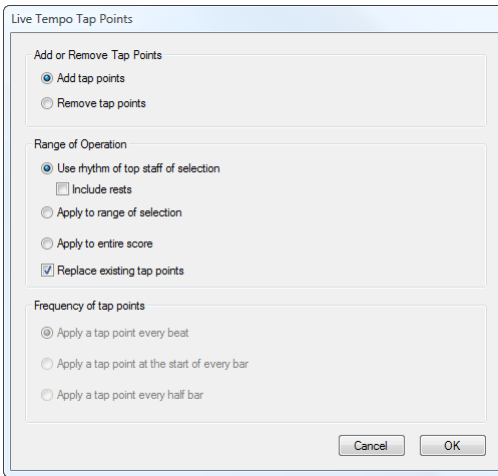 Live Tempo Tap Points
Add or Remove Tap Points
Add tap points
Remove tap points
Range of Operation
Use rhythm of top staff of selection
Include rests
Apply to range of selection
Apply to entire score
Replace existing tap points
Frequency of tap points
Apply a tap point every beat
Apply a tap point at the start of every bar
Apply a tap point every half bar
Cancel OK